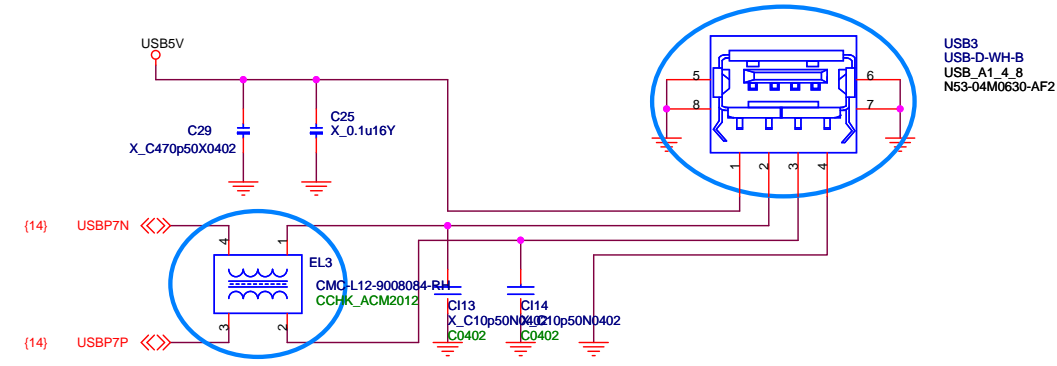 USB5V
USB3
USB-D-WH-B
USB_A1_4_8
N53-04M0630-AF2
5
6
8
7
C29
X_C470p50X0402
C25
X_0.1u16Y
1
2
3
4
{14} USBP7N
4
1
EL3
CMC-L12-9008084-RH
CCHK_ACM2012
3
2
CI13
X_C10p50N0402
C0402
CI14
X_C10p50N0402
C0402
{14} USBP7P